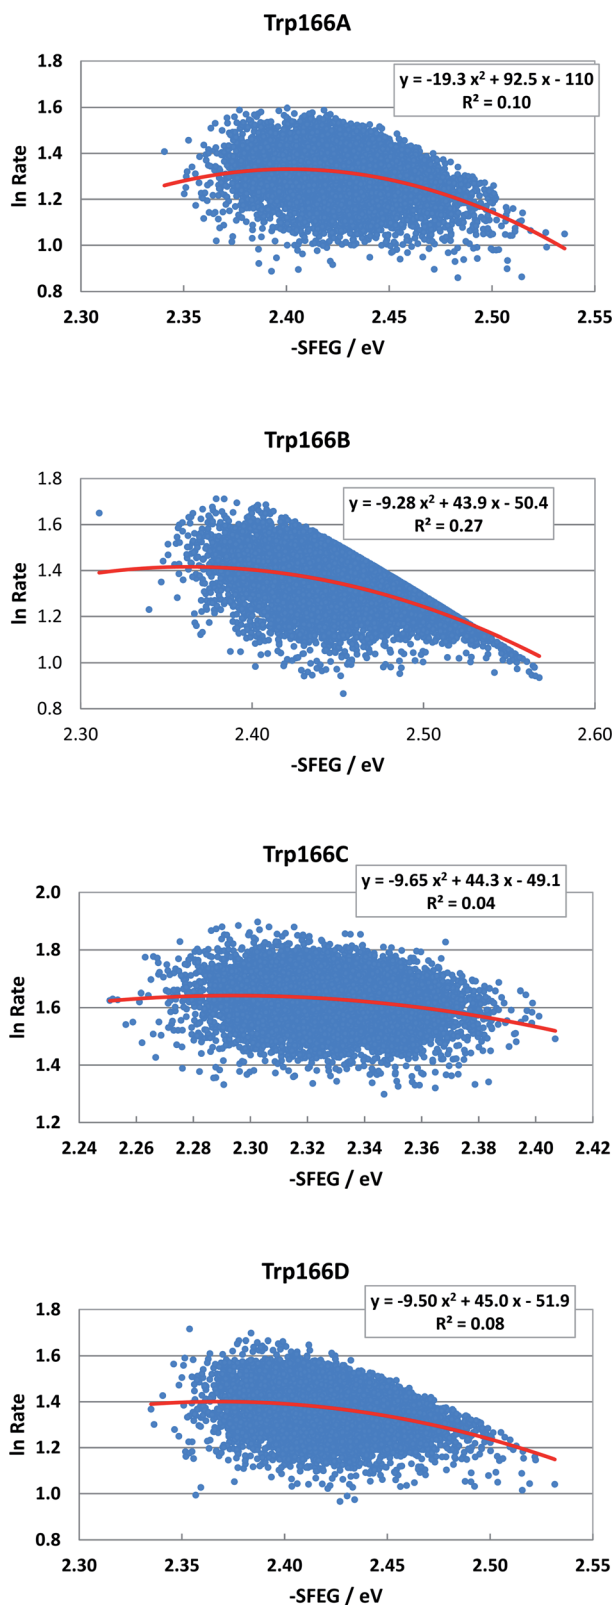 Trp166A
y = -19.3 x² + 92.5 x - 110
R² = 0.10
1.8
1.6
1.4
1.2
1.0
0.8
ln Rate
2.30 2.35 2.40 2.45 2.50 2.55
-SFEG / eV
Trp166B
y = -9.28 x² + 43.9 x - 50.4
R² = 0.27
1.8
1.6
1.4
1.2
1.0
0.8
ln Rate
2.30 2.40 2.50 2.60
-SFEG / eV
Trp166C
y = -9.65 x² + 44.3 x - 49.1
R² = 0.04
2.0
1.8
1.6
1.4
1.2
ln Rate
2.24 2.26 2.28 2.30 2.32 2.34 2.36 2.38 2.40 2.42
-SFEG / eV
Trp166D
y = -9.50 x² + 45.0 x - 51.9
R² = 0.08
1.8
1.6
1.4
1.2
1.0
0.8
ln Rate
2.30 2.35 2.40 2.45 2.50 2.55
-SFEG / eV